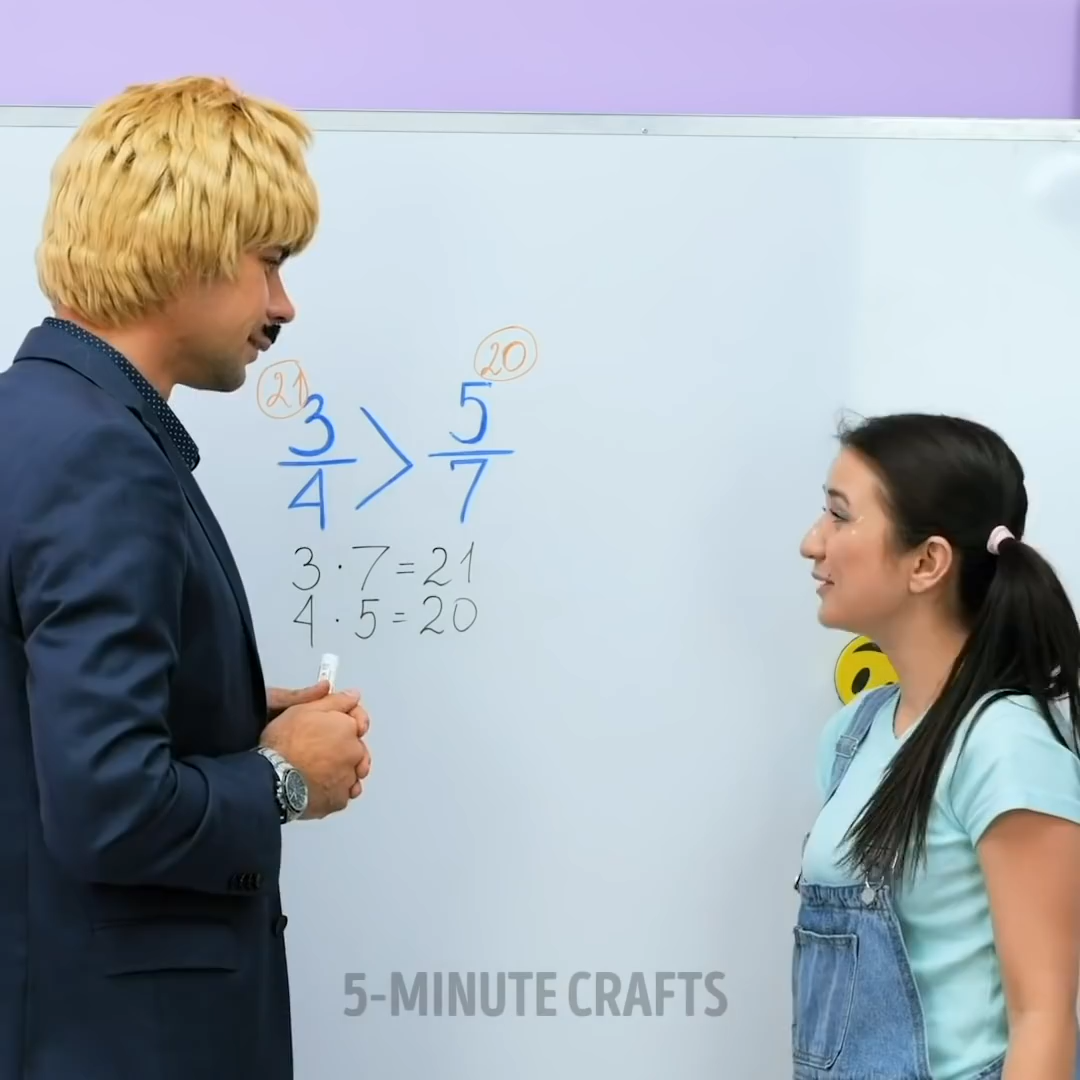 21 20
3/4 > 5/7
3 · 7 = 21
4 · 5 = 20
5-MINUTE CRAFTS